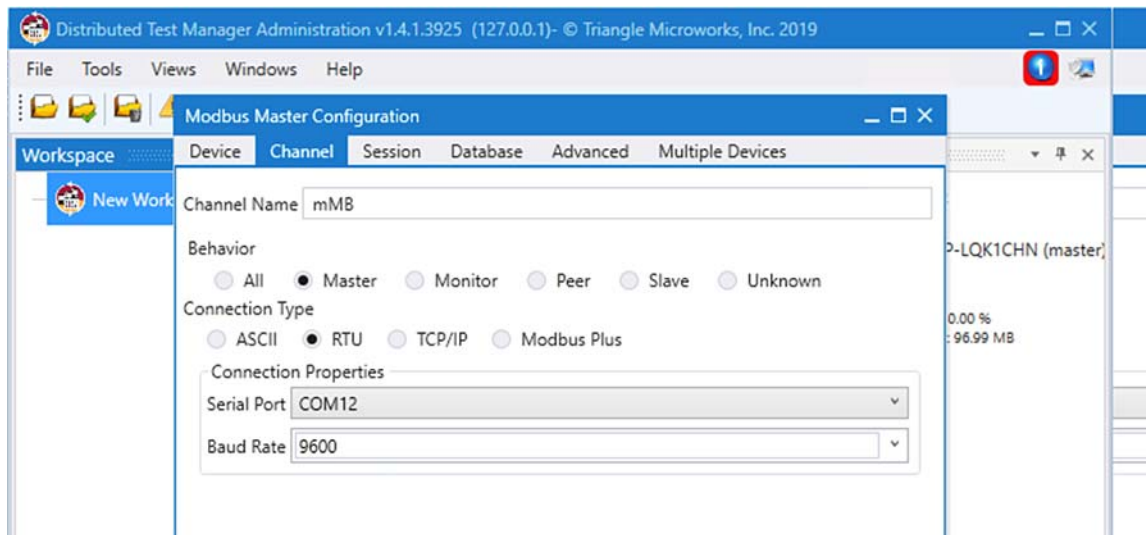 Distributed Test Manager Administration v1.4.1.3925 (127.0.0.1)- © Triangle Microworks, Inc. 2019
File Tools Views Windows Help
1
Modbus Master Configuration
Workspace
Device Channel Session Database Advanced Multiple Devices
New Work
Channel Name mMB
Behavior
P-LQK1CHN (master)
All Master Monitor Peer Slave Unknown
Connection Type
0.00 %
ASCII RTU TCP/IP Modbus Plus
: 96.99 MB
Connection Properties
Serial Port COM12
Baud Rate 9600